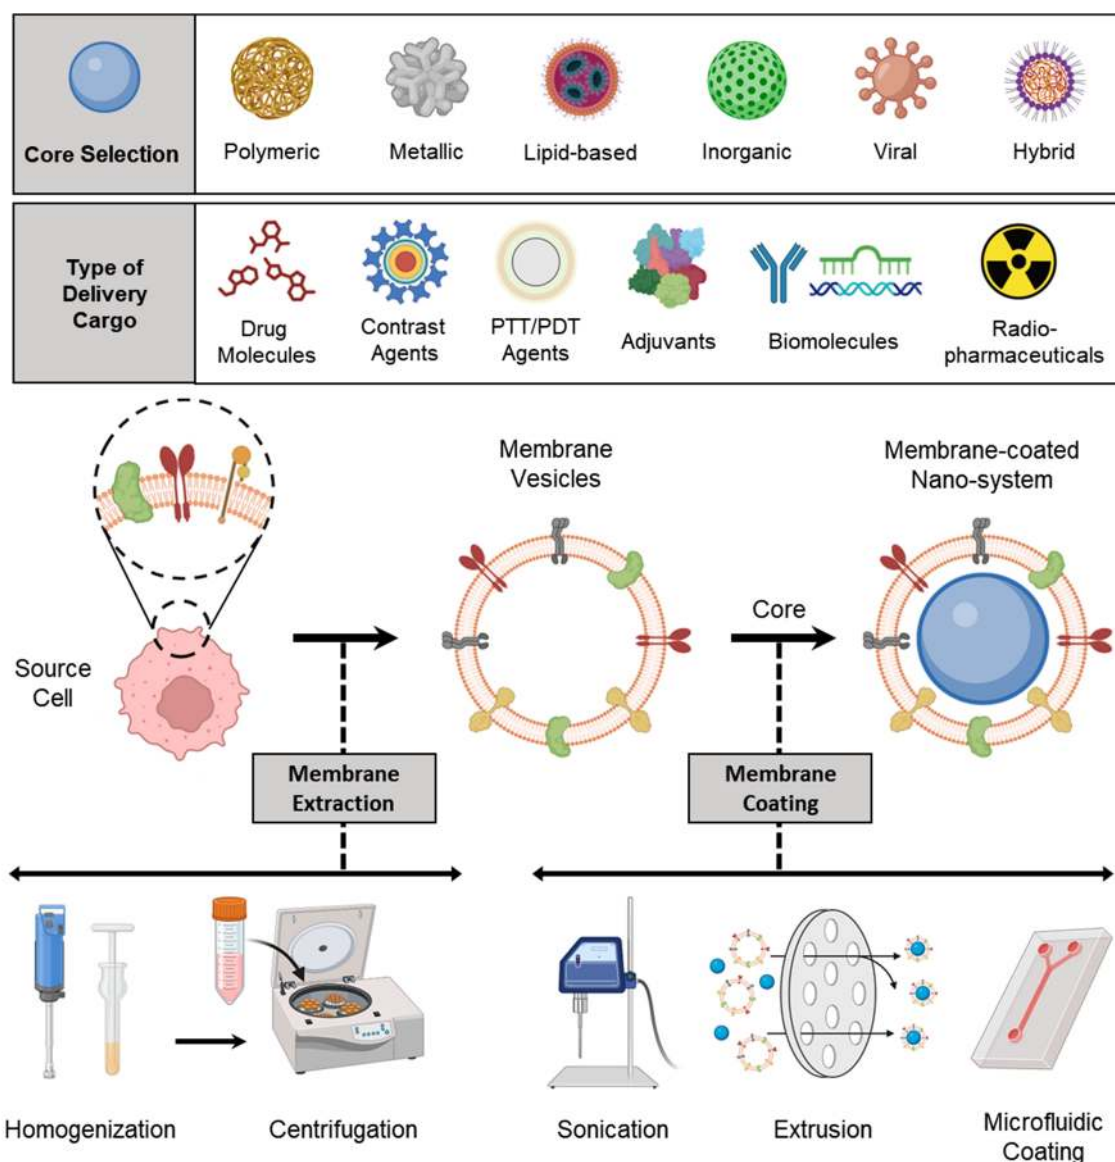 Core Selection
Polymeric
Metallic
Lipid-based
Inorganic
Viral
Hybrid
Type of
Delivery
Cargo
Drug
Molecules
Contrast
Agents
PTT/PDT
Agents
Adjuvants
Biomolecules
Radio-
pharmaceuticals
Source
Cell
Membrane
Vesicles
Core
Membrane-coated
Nano-system
Membrane
Extraction
Membrane
Coating
Homogenization
Centrifugation
Sonication
Extrusion
Microfluidic
Coating